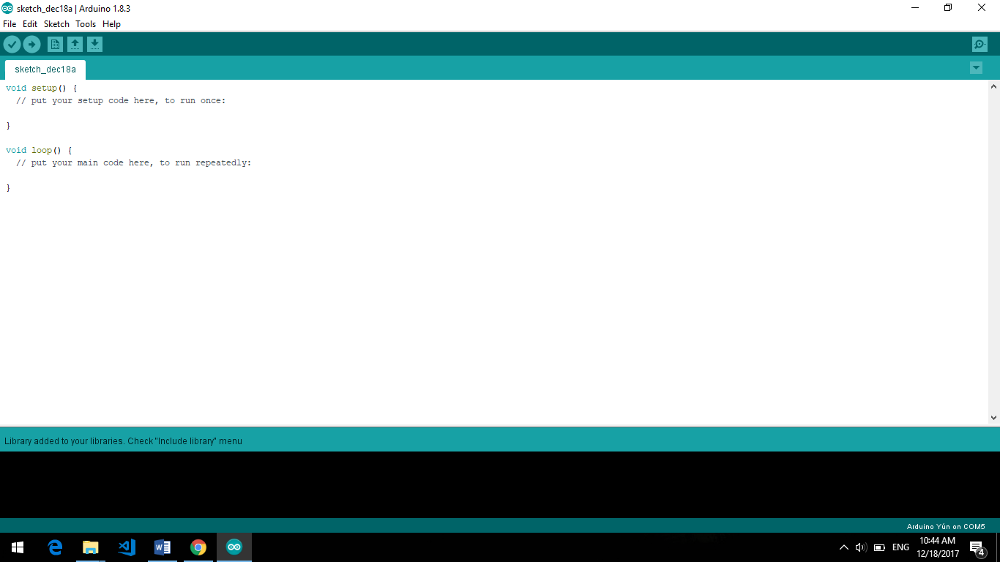 sketch_dec18a | Arduino 1.8.3
File Edit Sketch Tools Help
sketch_dec18a
void setup() {
  // put your setup code here, to run once:

}

void loop() {
  // put your main code here, to run repeatedly:

}
Library added to your libraries. Check "Include library" menu
Arduino Yún on COM5
ENG
10:44 AM
12/18/2017
4